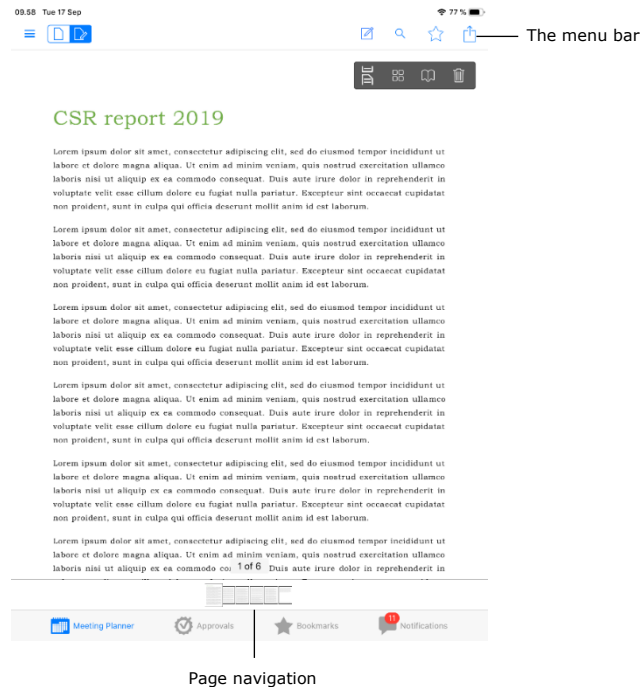 09.58 Tue 17 Sep 77 %
The menu bar
CSR report 2019
Lorem ipsum dolor sit amet, consectetur adipiscing elit, sed do eiusmod tempor incididunt ut
labore et dolore magna aliqua. Ut enim ad minim veniam, quis nostrud exercitation ullamco
laboris nisi ut aliquip ex ea commodo consequat. Duis aute irure dolor in reprehenderit in
voluptate velit esse cillum dolore eu fugiat nulla pariatur. Excepteur sint occaecat cupidatat
non proident, sunt in culpa qui officia deserunt mollit anim id est laborum.
Lorem ipsum dolor sit amet, consectetur adipiscing elit, sed do eiusmod tempor incididunt ut
labore et dolore magna aliqua. Ut enim ad minim veniam, quis nostrud exercitation ullamco
laboris nisi ut aliquip ex ea commodo consequat. Duis aute irure dolor in reprehenderit in
voluptate velit esse cillum dolore eu fugiat nulla pariatur. Excepteur sint occaecat cupidatat
non proident, sunt in culpa qui officia deserunt mollit anim id est laborum.
Lorem ipsum dolor sit amet, consectetur adipiscing elit, sed do eiusmod tempor incididunt ut
labore et dolore magna aliqua. Ut enim ad minim veniam, quis nostrud exercitation ullamco
laboris nisi ut aliquip ex ea commodo consequat. Duis aute irure dolor in reprehenderit in
voluptate velit esse cillum dolore eu fugiat nulla pariatur. Excepteur sint occaecat cupidatat
non proident, sunt in culpa qui officia deserunt mollit anim id est laborum.
Lorem ipsum dolor sit amet, consectetur adipiscing elit, sed do eiusmod tempor incididunt ut
labore et dolore magna aliqua. Ut enim ad minim veniam, quis nostrud exercitation ullamco
laboris nisi ut aliquip ex ea commodo consequat. Duis aute irure dolor in reprehenderit in
voluptate velit esse cillum dolore eu fugiat nulla pariatur. Excepteur sint occaecat cupidatat
non proident, sunt in culpa qui officia deserunt mollit anim id est laborum.
Lorem ipsum dolor sit amet, consectetur adipiscing elit, sed do eiusmod tempor incididunt ut
labore et dolore magna aliqua. Ut enim ad minim veniam, quis nostrud exercitation ullamco
laboris nisi ut aliquip ex ea commodo consequat. Duis aute irure dolor in reprehenderit in
voluptate velit esse cillum dolore eu fugiat nulla pariatur. Excepteur sint occaecat cupidatat
non proident, sunt in culpa qui officia deserunt mollit anim id est laborum.
Lorem ipsum dolor sit amet, consectetur adipiscing elit, sed do eiusmod tempor incididunt ut
labore et dolore magna aliqua. Ut enim ad minim veniam, quis nostrud exercitation ullamco
laboris nisi ut aliquip ex ea commodo co 1 of 6 Duis aute irure dolor in reprehenderit in
11
Meeting Planner Approvals Bookmarks Notifications
Page navigation